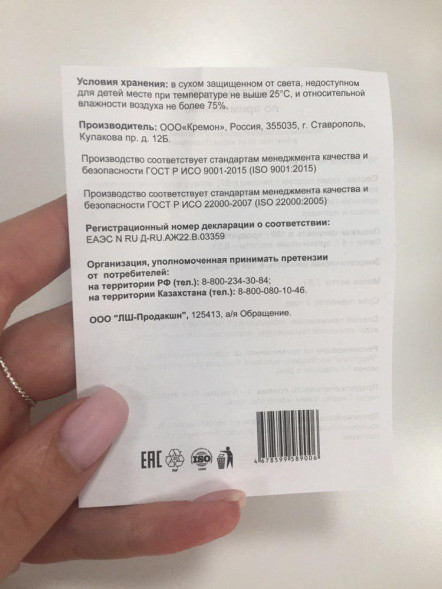 Условия хранения: в сухом защищенном от света, недоступном
для детей месте при температуре не выше 25°С, и относительной
влажности воздуха не более 75%.
Производитель: ООО«Кремон», Россия, 355035, г. Ставрополь,
Кулакова пр. д. 12Б.
Производство соответствует стандартам менеджмента качества и
безопасности ГОСТ Р ИСО 9001-2015 (ISO 9001:2015)
Производство соответствует стандартам менеджмента качества и
безопасности ГОСТ Р ИСО 22000-2007 (ISO 22000:2005)
Регистрационный номер декларации о соответствии:
ЕАЭС N RU Д-RU.АЖ22.В.03359
Организация, уполномоченная принимать претензии
от потребителей:
на территории РФ (тел.): 8-800-234-30-84;
на территории Казахстана (тел.): 8-800-080-10-46.
ООО "ЛШ-Продакшн", 125413, а/я Обращение.
ЕАС
ISO
4678599589006